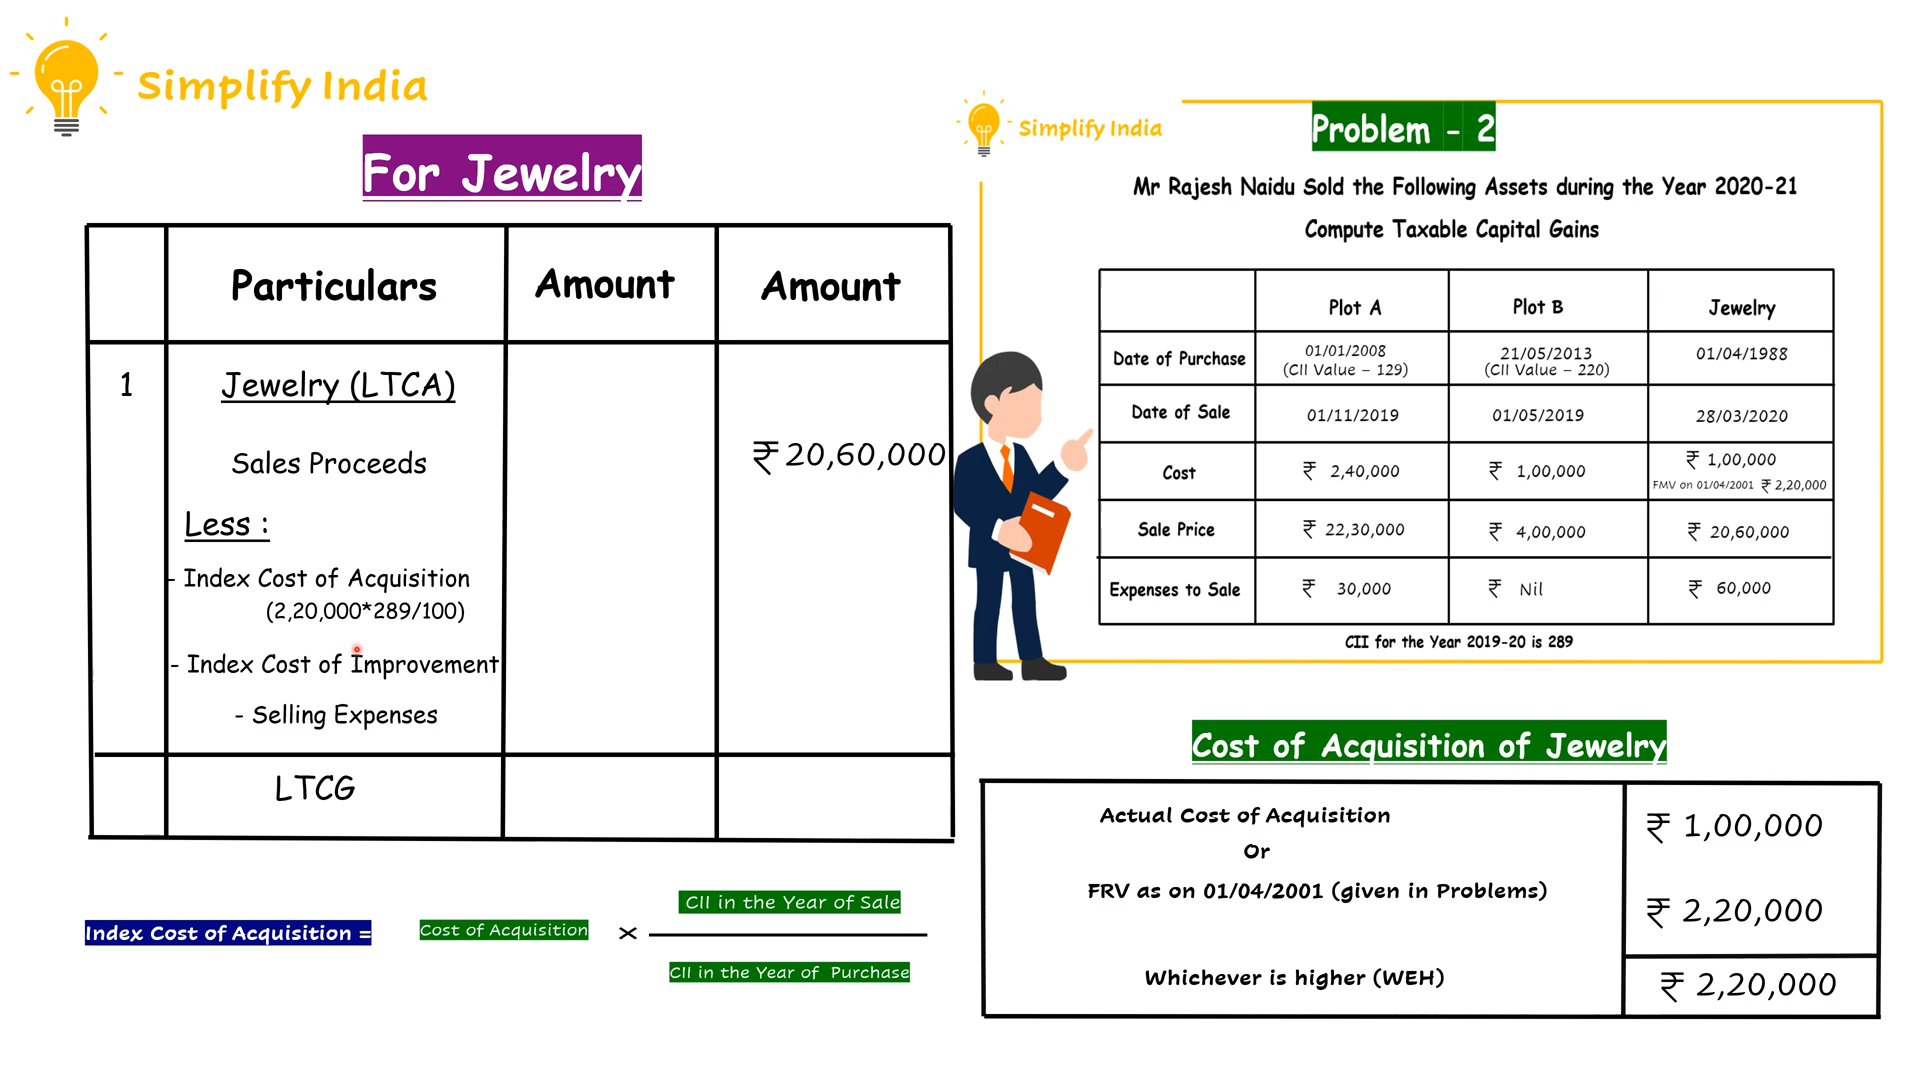 Simplify India
For Jewelry
Particulars Amount Amount
1 Jewelry (LTCA)
Sales Proceeds ₹ 20,60,000
Less :
- Index Cost of Acquisition
(2,20,000*289/100)
- Index Cost of Improvement
- Selling Expenses
LTCG
Index Cost of Acquisition = Cost of Acquisition × CII in the Year of Sale
CII in the Year of Purchase
Simplify India
Problem - 2
Mr Rajesh Naidu Sold the Following Assets during the Year 2020-21
Compute Taxable Capital Gains
Plot A Plot B Jewelry
Date of Purchase 01/01/2008 21/05/2013 01/04/1988
(CII Value – 129) (CII Value – 220)
Date of Sale 01/11/2019 01/05/2019 28/03/2020
Cost ₹ 2,40,000 ₹ 1,00,000 ₹ 1,00,000
FMV on 01/04/2001 ₹ 2,20,000
Sale Price ₹ 22,30,000 ₹ 4,00,000 ₹ 20,60,000
Expenses to Sale ₹ 30,000 ₹ Nil ₹ 60,000
CII for the Year 2019-20 is 289
Cost of Acquisition of Jewelry
Actual Cost of Acquisition ₹ 1,00,000
Or
FRV as on 01/04/2001 (given in Problems) ₹ 2,20,000
Whichever is higher (WEH) ₹ 2,20,000